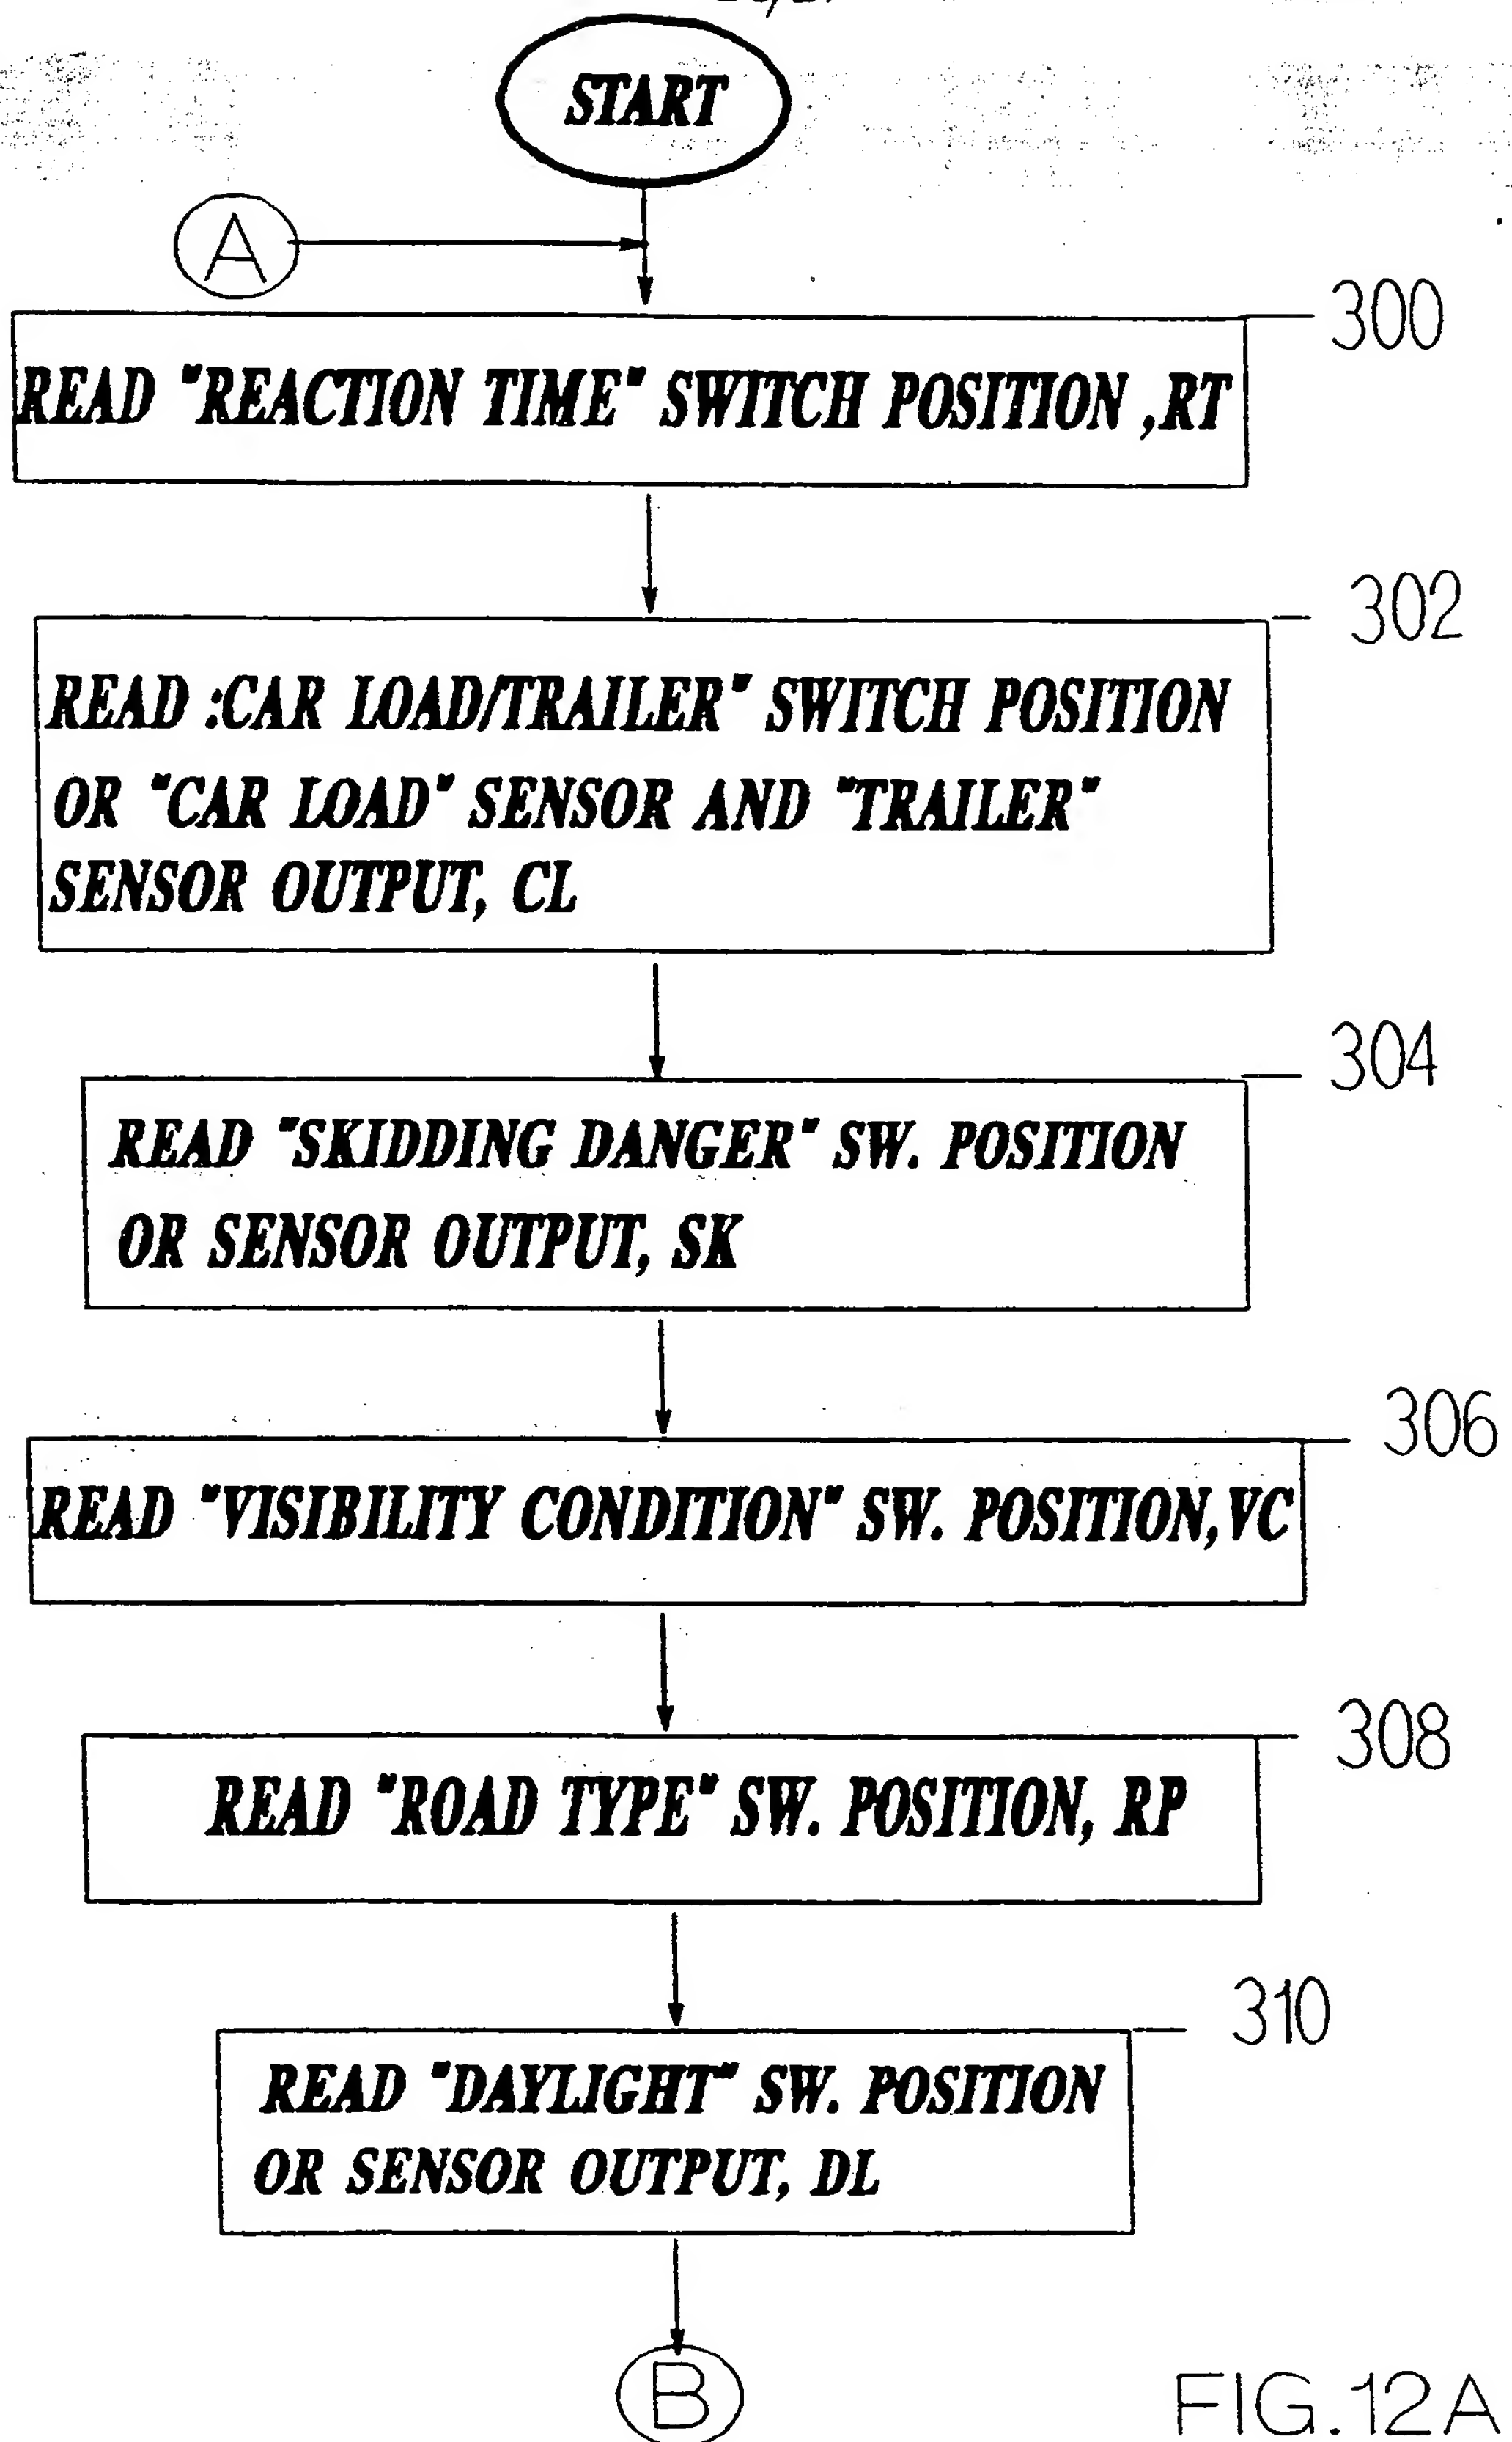 START
A
300
READ "REACTION TIME" SWITCH POSITION ,RT
302
READ :CAR LOAD/TRAILER" SWITCH POSITION
OR "CAR LOAD" SENSOR AND "TRAILER"
SENSOR OUTPUT, CL
304
READ "SKIDDING DANGER" SW. POSITION
OR SENSOR OUTPUT, SK
306
READ "VISIBILITY CONDITION" SW. POSITION,VC
308
READ "ROAD TYPE" SW. POSITION, RP
310
READ "DAYLIGHT" SW. POSITION
OR SENSOR OUTPUT, DL
B
FIG.12A